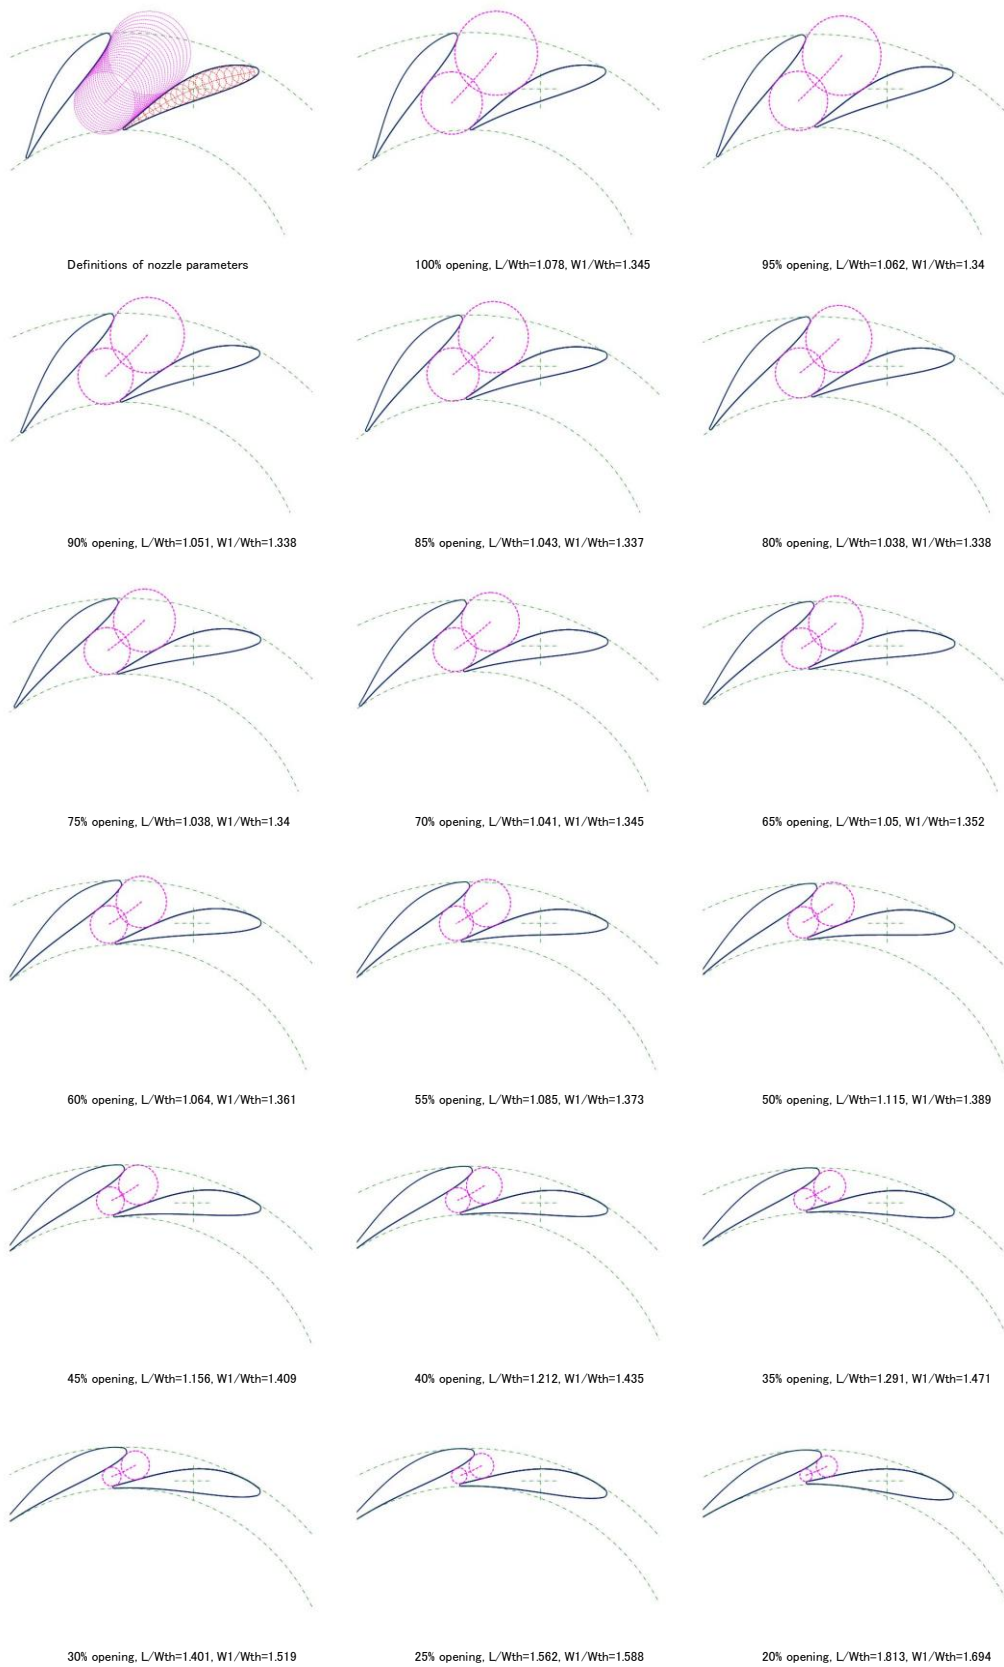 Definitions of nozzle parameters
100% opening, L/Wth=1.078, W1/Wth=1.345
95% opening, L/Wth=1.062, W1/Wth=1.34
90% opening, L/Wth=1.051, W1/Wth=1.338
85% opening, L/Wth=1.043, W1/Wth=1.337
80% opening, L/Wth=1.038, W1/Wth=1.338
75% opening, L/Wth=1.038, W1/Wth=1.34
70% opening, L/Wth=1.041, W1/Wth=1.345
65% opening, L/Wth=1.05, W1/Wth=1.352
60% opening, L/Wth=1.064, W1/Wth=1.361
55% opening, L/Wth=1.085, W1/Wth=1.373
50% opening, L/Wth=1.115, W1/Wth=1.389
45% opening, L/Wth=1.156, W1/Wth=1.409
40% opening, L/Wth=1.212, W1/Wth=1.435
35% opening, L/Wth=1.291, W1/Wth=1.471
30% opening, L/Wth=1.401, W1/Wth=1.519
25% opening, L/Wth=1.562, W1/Wth=1.588
20% opening, L/Wth=1.813, W1/Wth=1.694